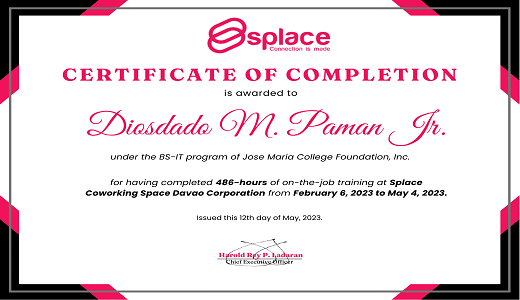 splace
Connection is made
CERTIFICATE OF COMPLETION
is awarded to
Diosdado M. Paman Jr.
under the BS-IT program of Jose Maria College Foundation, Inc.
for having completed 486-hours of on-the-job training at Splace
Coworking Space Davao Corporation from February 6, 2023 to May 4, 2023.
Issued this 12th day of May, 2023.
Harold Rey P. Ladaran
Chief Executive Officer